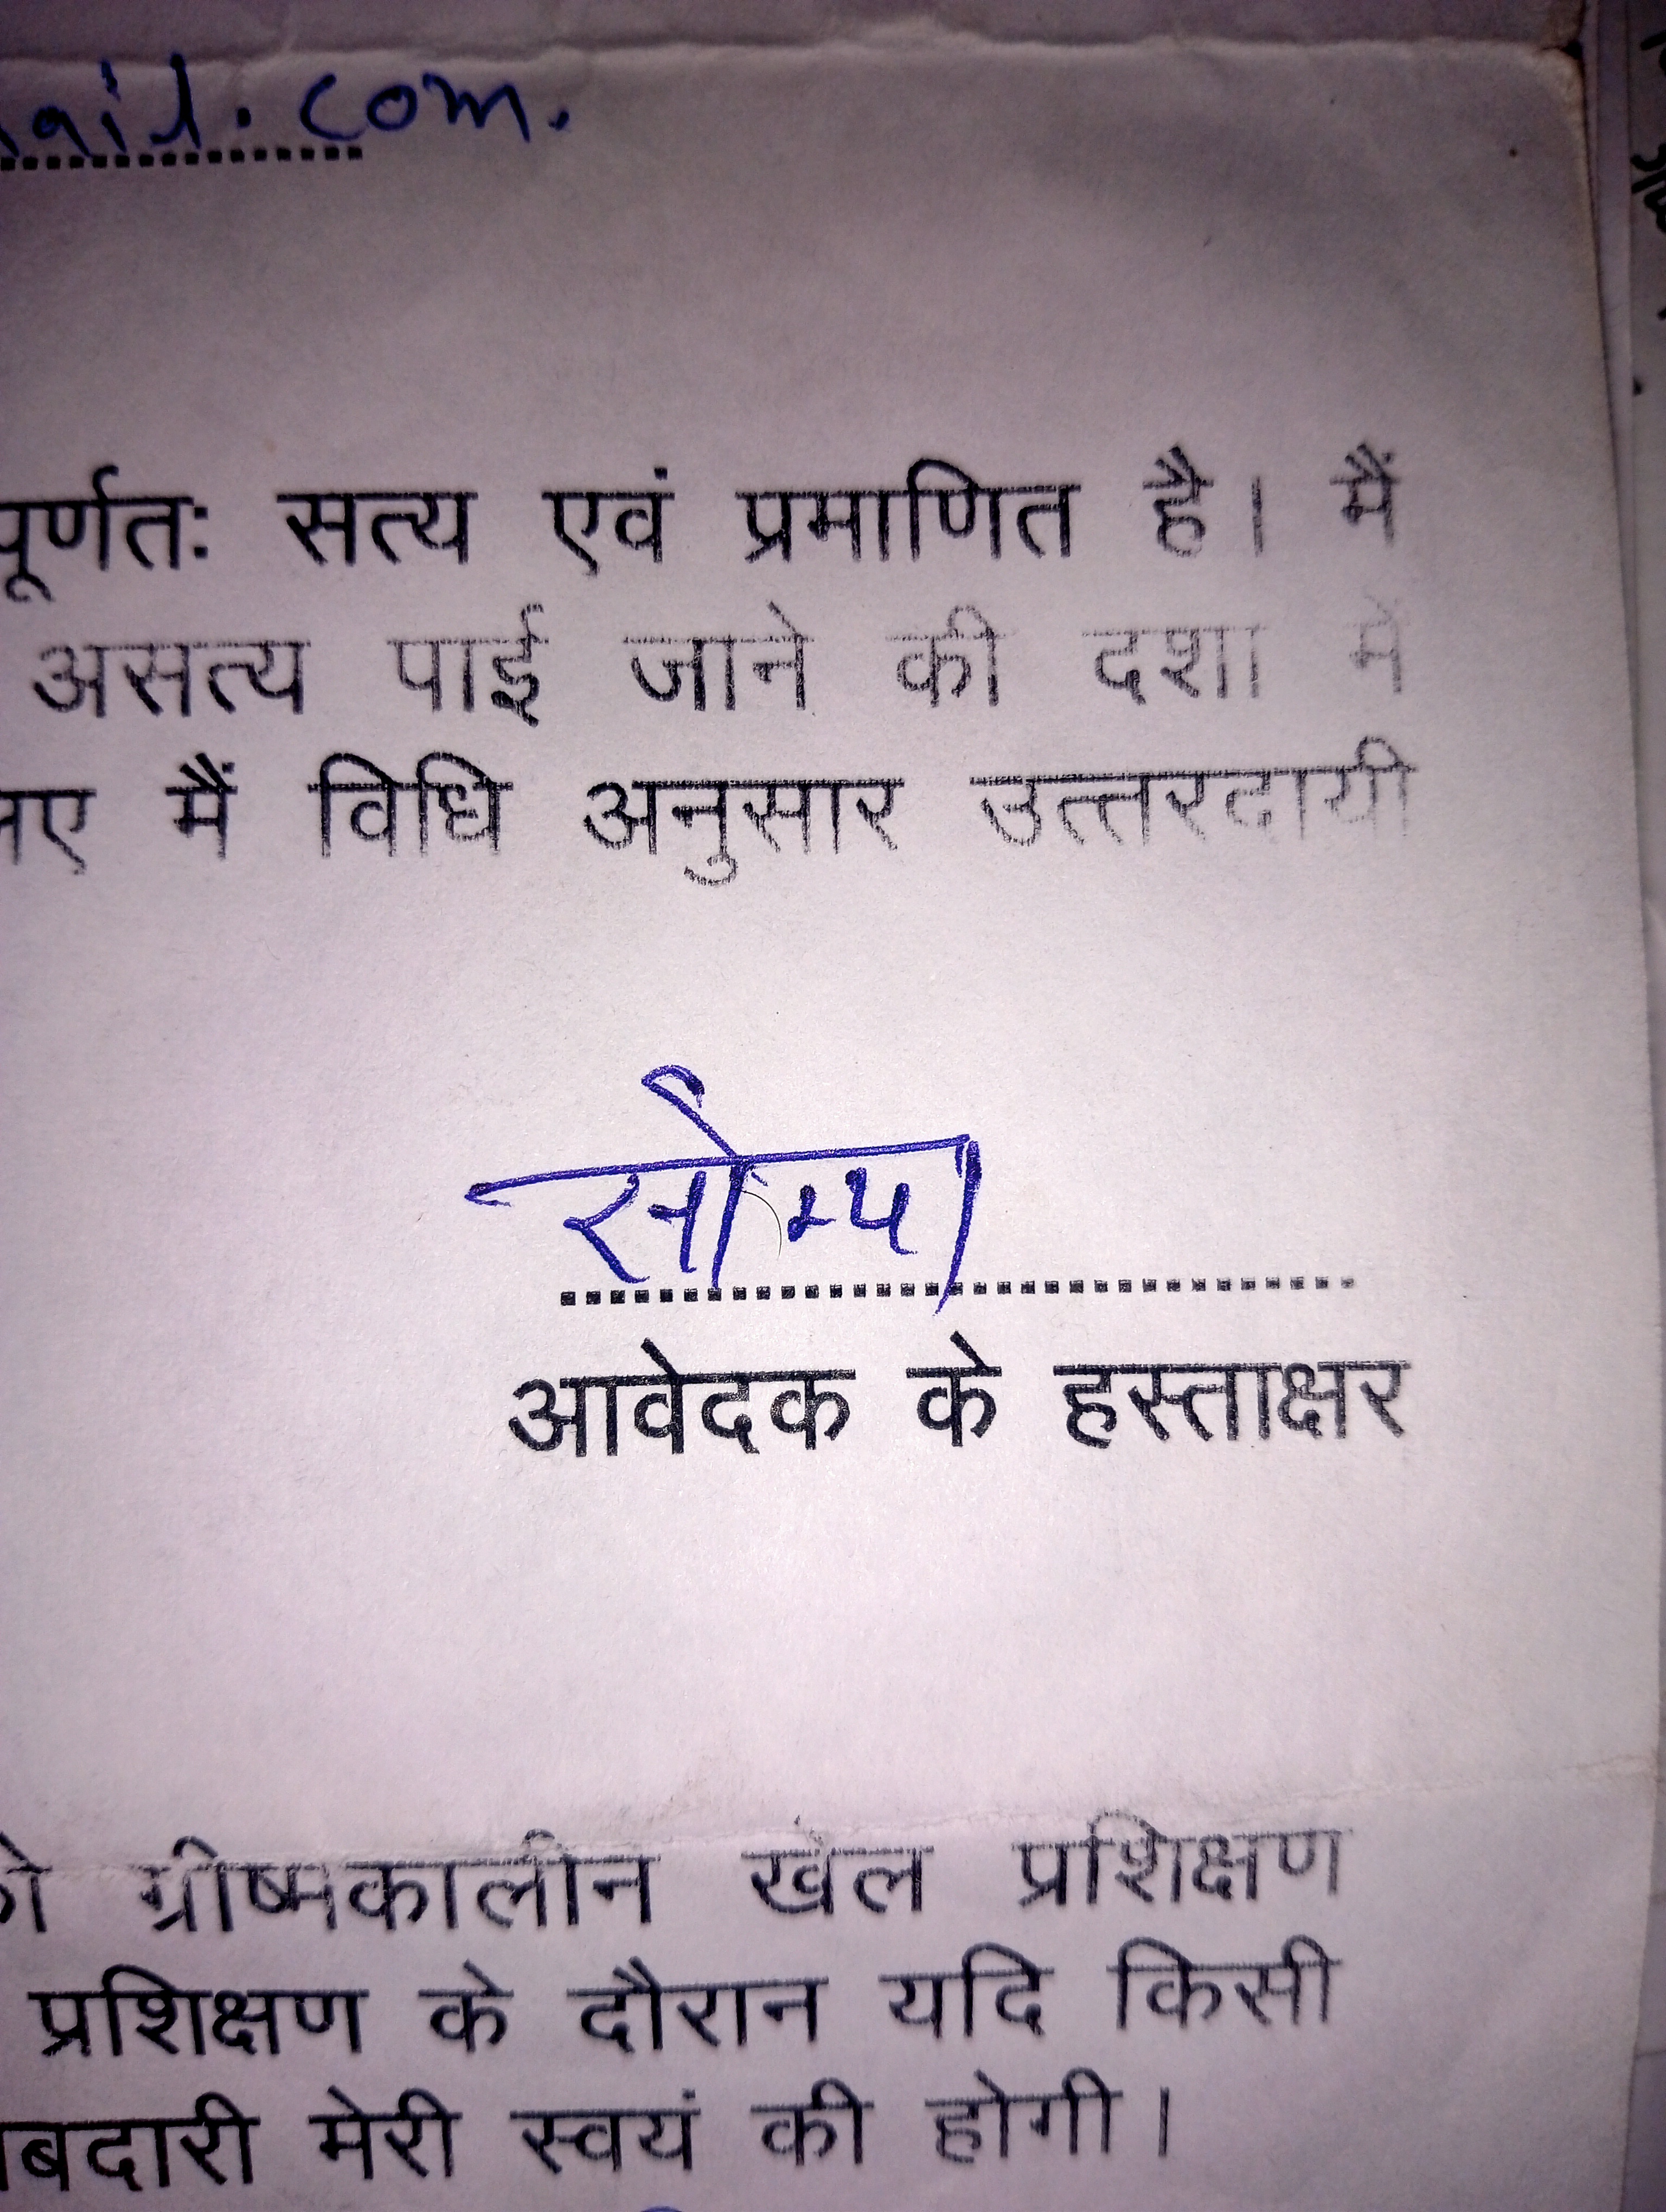 ail.com.
पूर्णतः सत्य एवं प्रमाणित है। मैं
असत्य पाई जाने की दशा में
मैं विधि अनुसार उत्तरदायी
सौम्या
आवेदक के हस्ताक्षर
ग्रीष्मकालीन खेल प्रशिक्षण
प्रशिक्षण के दौरान यदि किसी
बदारी मेरी स्वयं की होगी।